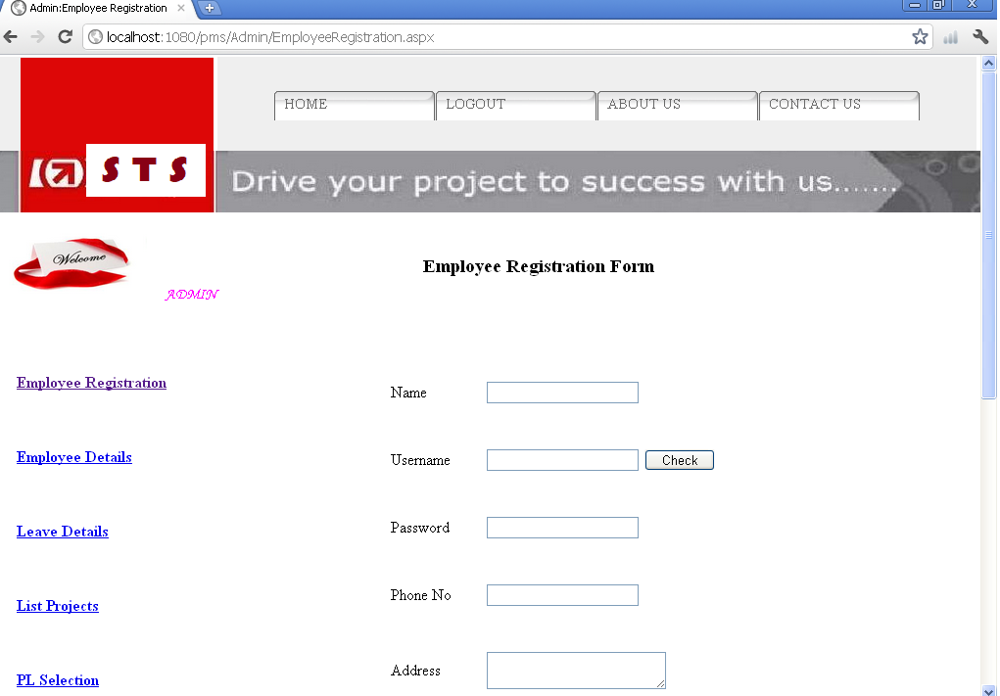 Admin:Employee Registration
localhost:1080/pms/Admin/EmployeeRegistration.aspx
HOME LOGOUT ABOUT US CONTACT US
S T S
Drive your project to success with us.......
Welcome
Employee Registration Form
ADMIN
Employee Registration
Name
Employee Details
Username Check
Leave Details
Password
List Projects
Phone No
PL Selection
Address